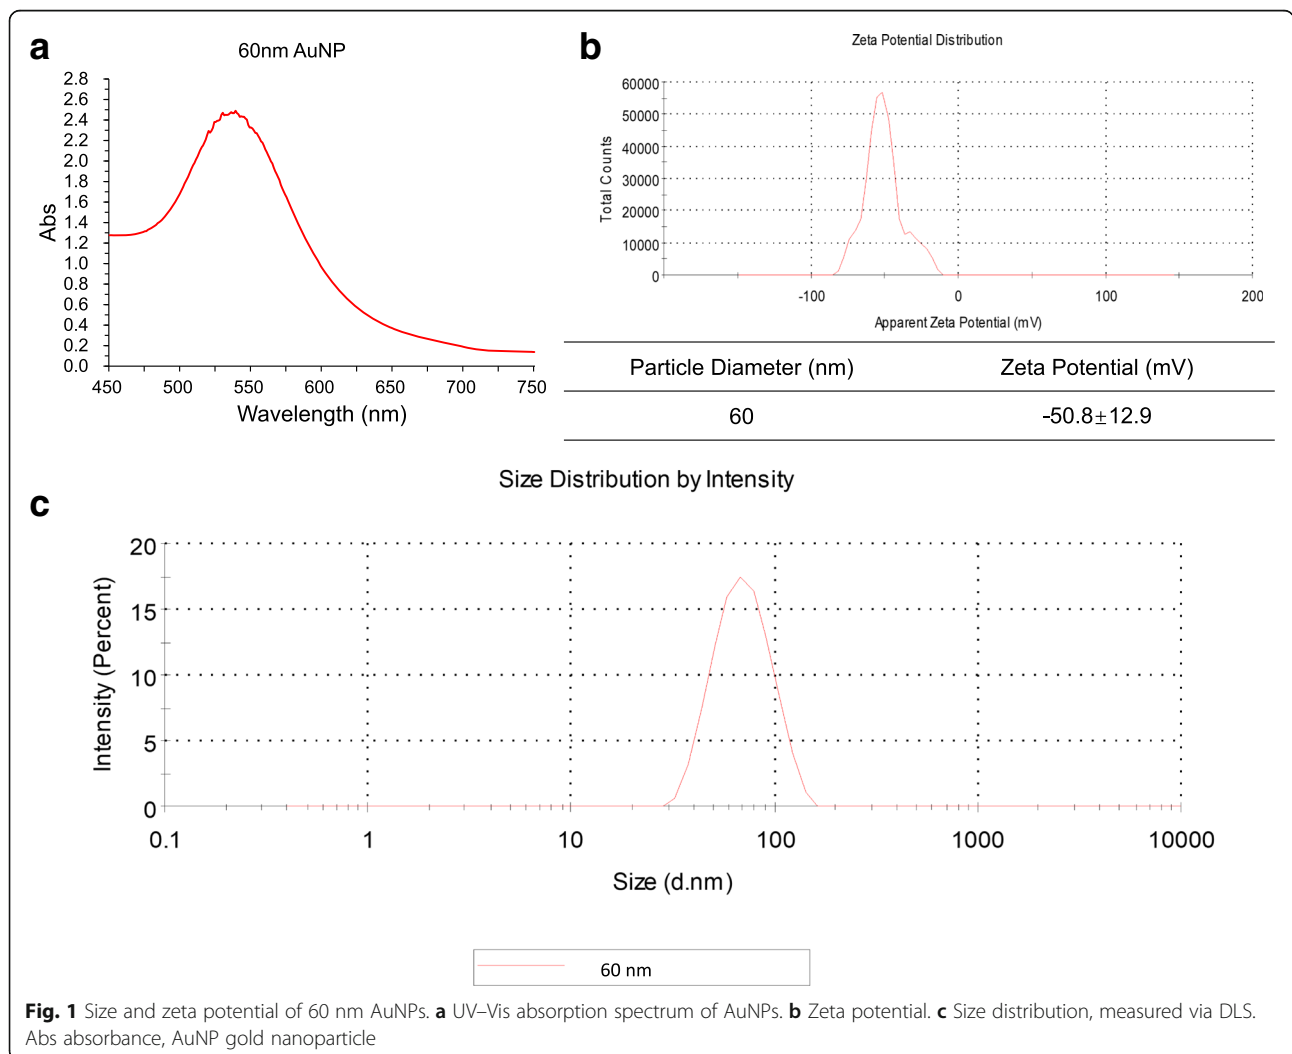 a
60nm AuNP
2.8
2.6
2.4
2.2
2.0
1.8
1.6
1.4
1.2
1.0
0.8
0.6
0.4
0.2
0.0
Abs
450 500 550 600 650 700 750
Wavelength (nm)
b
Zeta Potential Distribution
60000
50000
40000
30000
20000
10000
0
Total Counts
-100 0 100 200
Apparent Zeta Potential (mV)
Particle Diameter (nm) Zeta Potential (mV)
60 -50.8±12.9
Size Distribution by Intensity
c
20
15
10
5
0
Intensity (Percent)
0.1 1 10 100 1000 10000
Size (d.nm)
60 nm
Fig. 1 Size and zeta potential of 60 nm AuNPs. a UV–Vis absorption spectrum of AuNPs. b Zeta potential. c Size distribution, measured via DLS.
Abs absorbance, AuNP gold nanoparticle